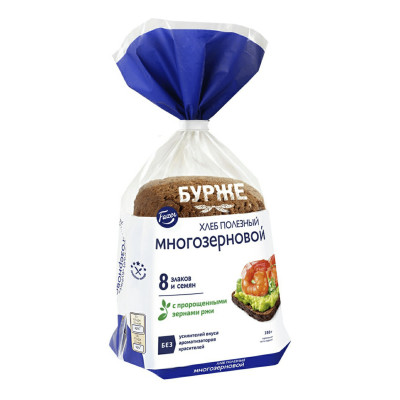 БУРЖЕ
Fazer
ХЛЕБ ПОЛЕЗНЫЙ
многозерновой
8 злаков
и семян
с пророщенными
зернами ржи
БЕЗ
усилителей вкуса
ароматизаторов
красителей
ХЛЕБ ПОЛЕЗНЫЙ
МНОГОЗЕРНОВОЙ